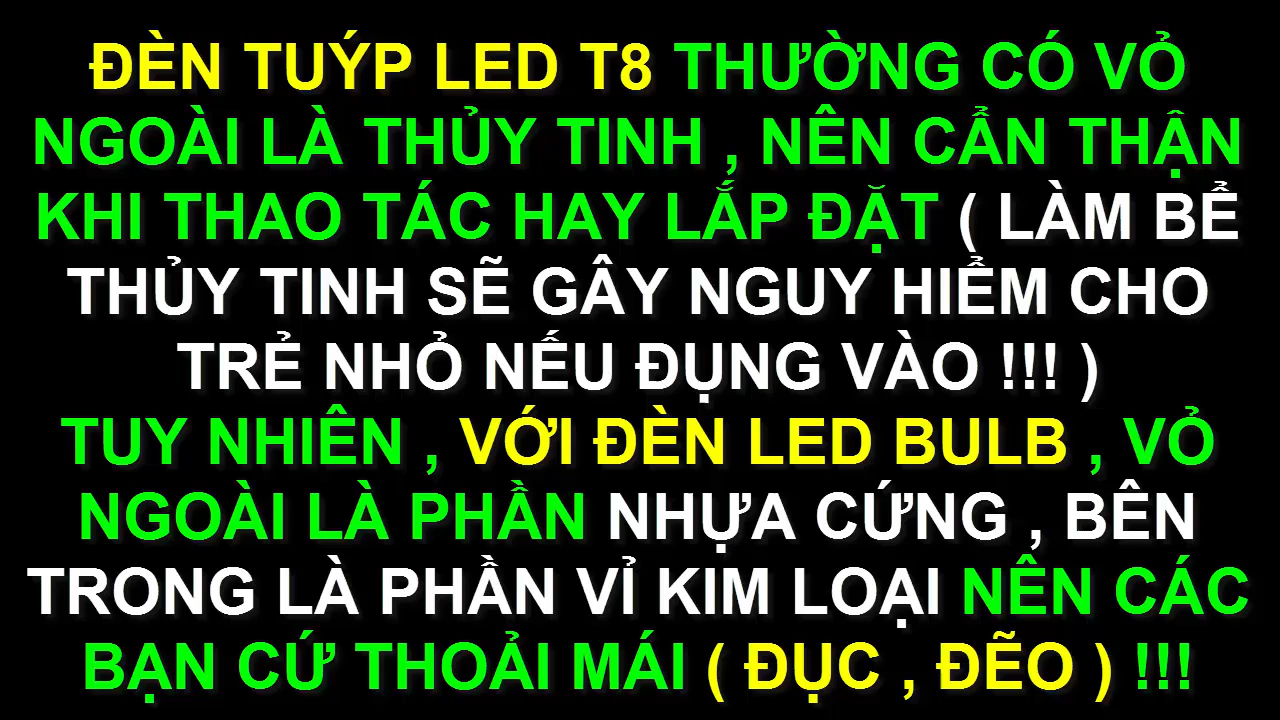 ĐÈN TUÝP LED T8 THƯỜNG CÓ VỎ
NGOÀI LÀ THỦY TINH , NÊN CẨN THẬN
KHI THAO TÁC HAY LẮP ĐẶT ( LÀM BỂ
THỦY TINH SẼ GÂY NGUY HIỂM CHO
TRẺ NHỎ NẾU ĐỤNG VÀO !!! )
TUY NHIÊN , VỚI ĐÈN LED BULB , VỎ
NGOÀI LÀ PHẦN NHỰA CỨNG , BÊN
TRONG LÀ PHẦN VỈ KIM LOẠI NÊN CÁC
BẠN CỨ THOẢI MÁI ( ĐỤC , ĐẼO ) !!!